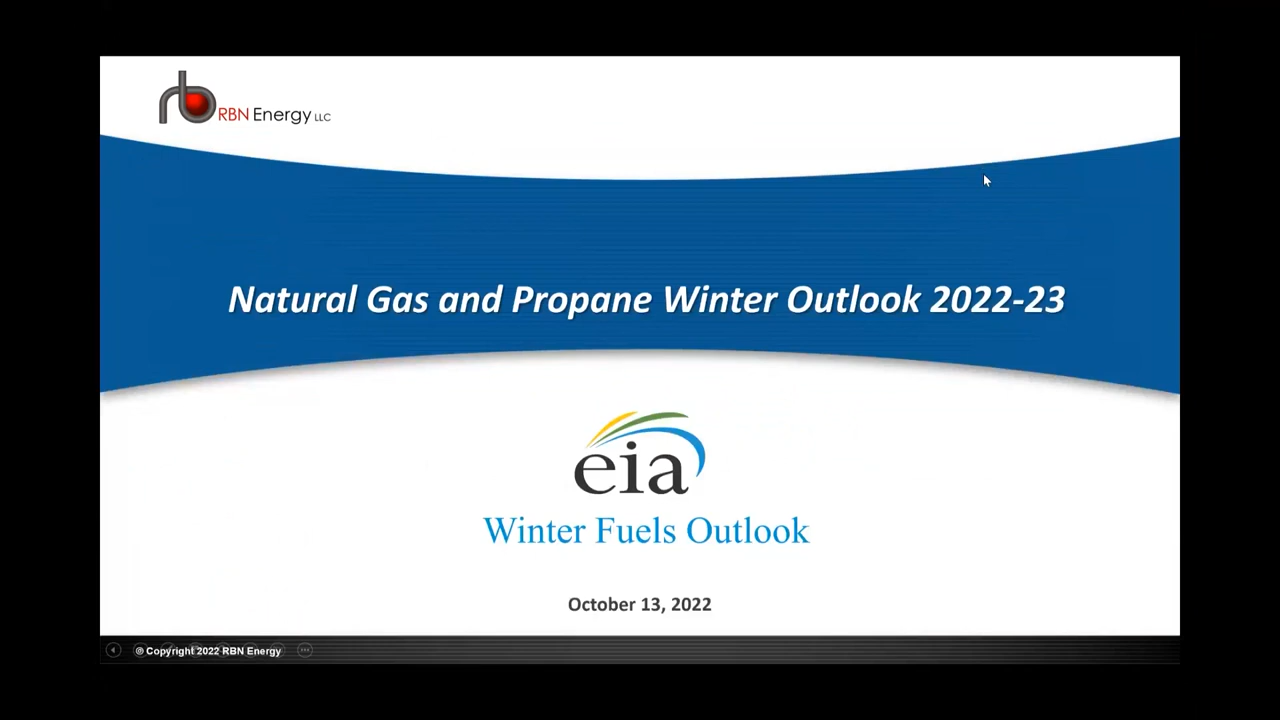 RBN Energy LLC
Natural Gas and Propane Winter Outlook 2022-23
eia
Winter Fuels Outlook
October 13, 2022
© Copyright 2022 RBN Energy